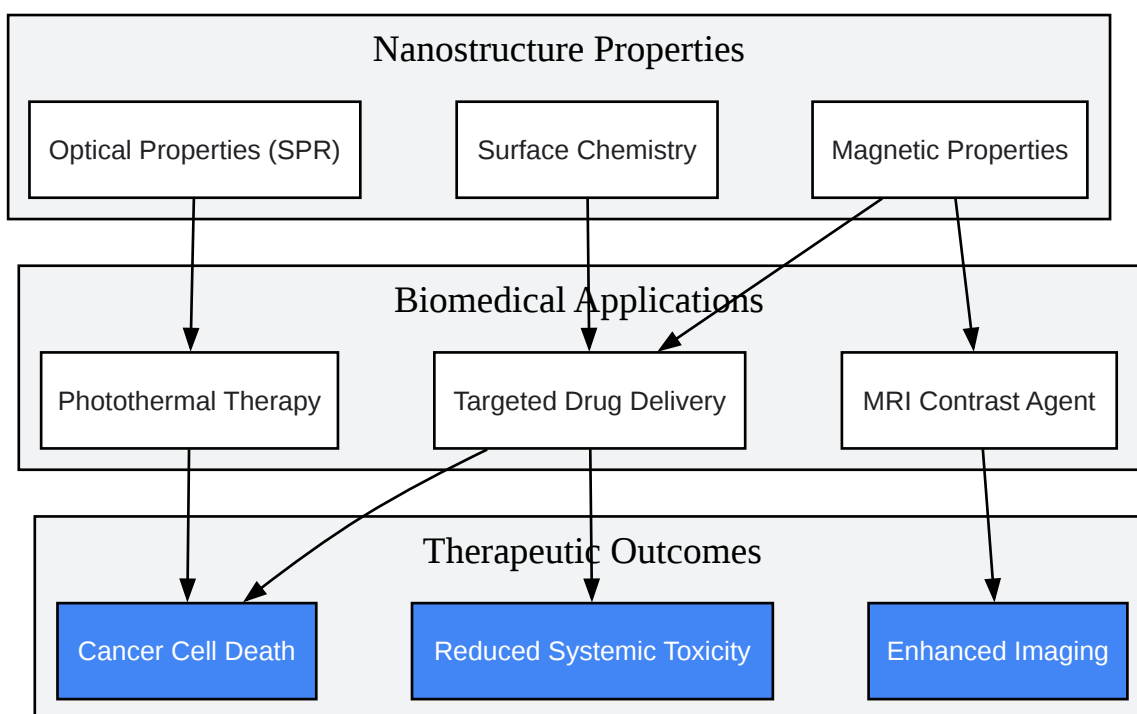 Nanostructure Properties
Optical Properties (SPR)
Surface Chemistry
Magnetic Properties
Biomedical Applications
Photothermal Therapy
Targeted Drug Delivery
MRI Contrast Agent
Therapeutic Outcomes
Cancer Cell Death
Reduced Systemic Toxicity
Enhanced Imaging